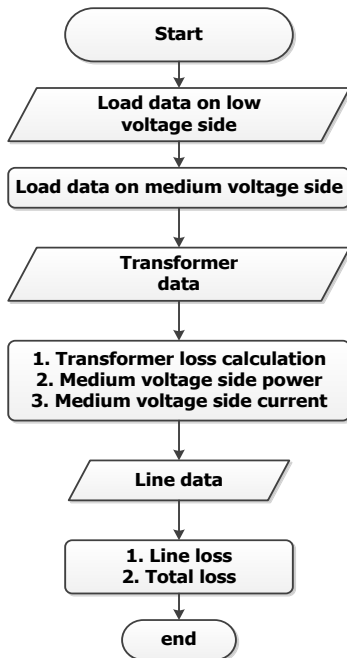 Start
Load data on low
voltage side
Load data on medium voltage side
Transformer
data
1. Transformer loss calculation
2. Medium voltage side power
3. Medium voltage side current
Line data
1. Line loss
2. Total loss
end